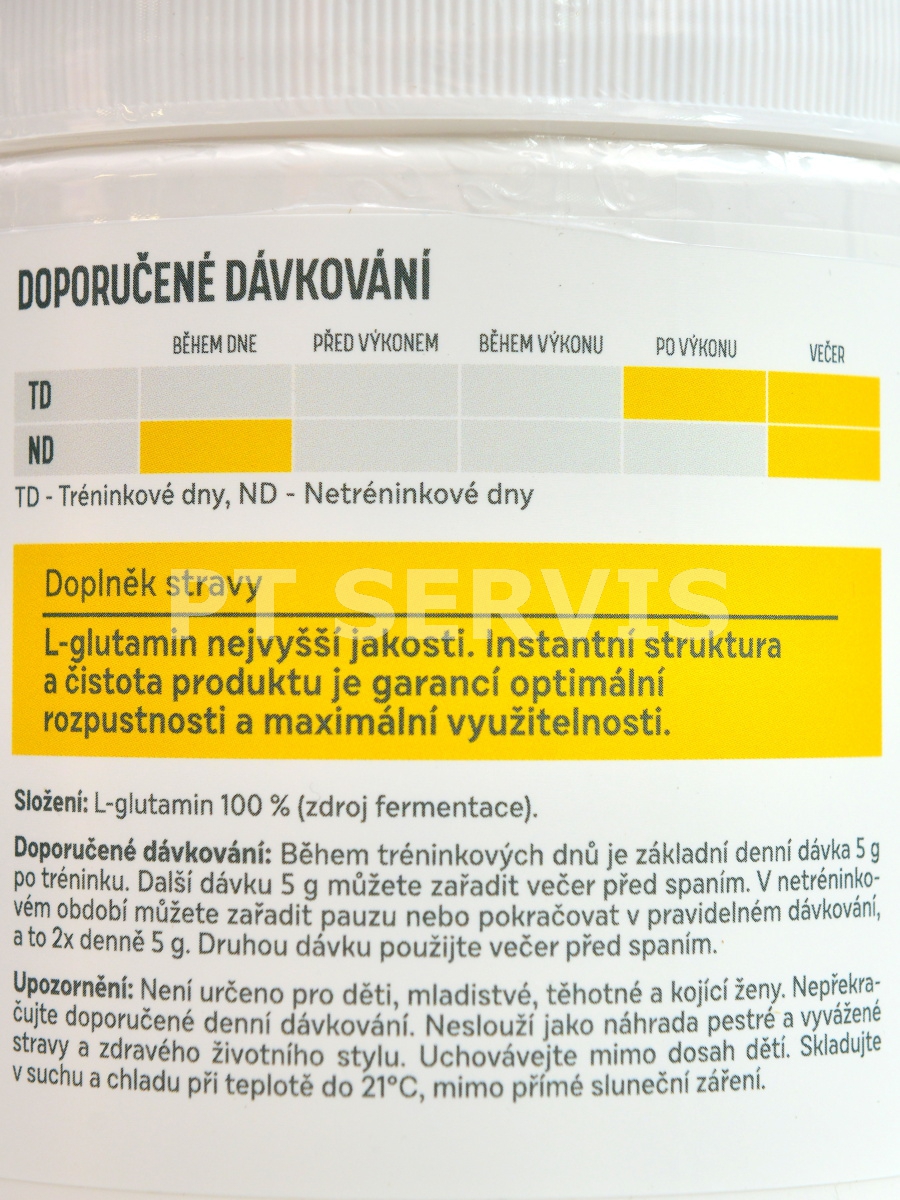 DOPORUČENÉ DÁVKOVÁNÍ
BĚHEM DNE PŘED VÝKONEM BĚHEM VÝKONU PO VÝKONU VEČER
TD
ND
TD - Tréninkové dny, ND - Netréninkové dny
Doplněk stravy
PT SERVIS
L-glutamin nejvyšší jakosti. Instantní struktura
a čistota produktu je garancí optimální
rozpustnosti a maximální využitelnosti.
Složení: L-glutamin 100 % (zdroj fermentace).
Doporučené dávkování: Během tréninkových dnů je základní denní dávka 5 g
po tréninku. Další dávku 5 g můžete zařadit večer před spaním. V netréninko-
vém období můžete zařadit pauzu nebo pokračovat v pravidelném dávkování,
a to 2x denně 5 g. Druhou dávku použijte večer před spaním.
Upozornění: Není určeno pro děti, mladistvé, těhotné a kojící ženy. Nepřekra-
čujte doporučené denní dávkování. Neslouží jako náhrada pestré a vyvážené
stravy a zdravého životního stylu. Uchovávejte mimo dosah dětí. Skladujte
v suchu a chladu při teplotě do 21°C, mimo přímé sluneční záření.